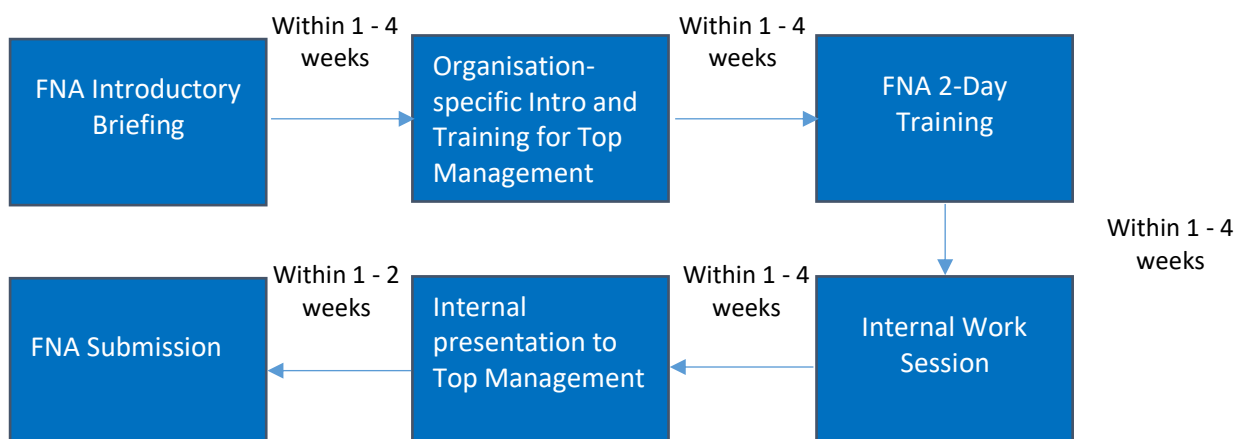 Within 1 - 4
weeks
Within 1 - 4
weeks
FNA Introductory
Briefing
Organisation-
specific Intro and
Training for Top
Management
FNA 2-Day
Training
Within 1 - 4
weeks
Internal Work
Session
Within 1 - 4
weeks
Internal
presentation to
Top Management
Within 1 - 2
weeks
FNA Submission